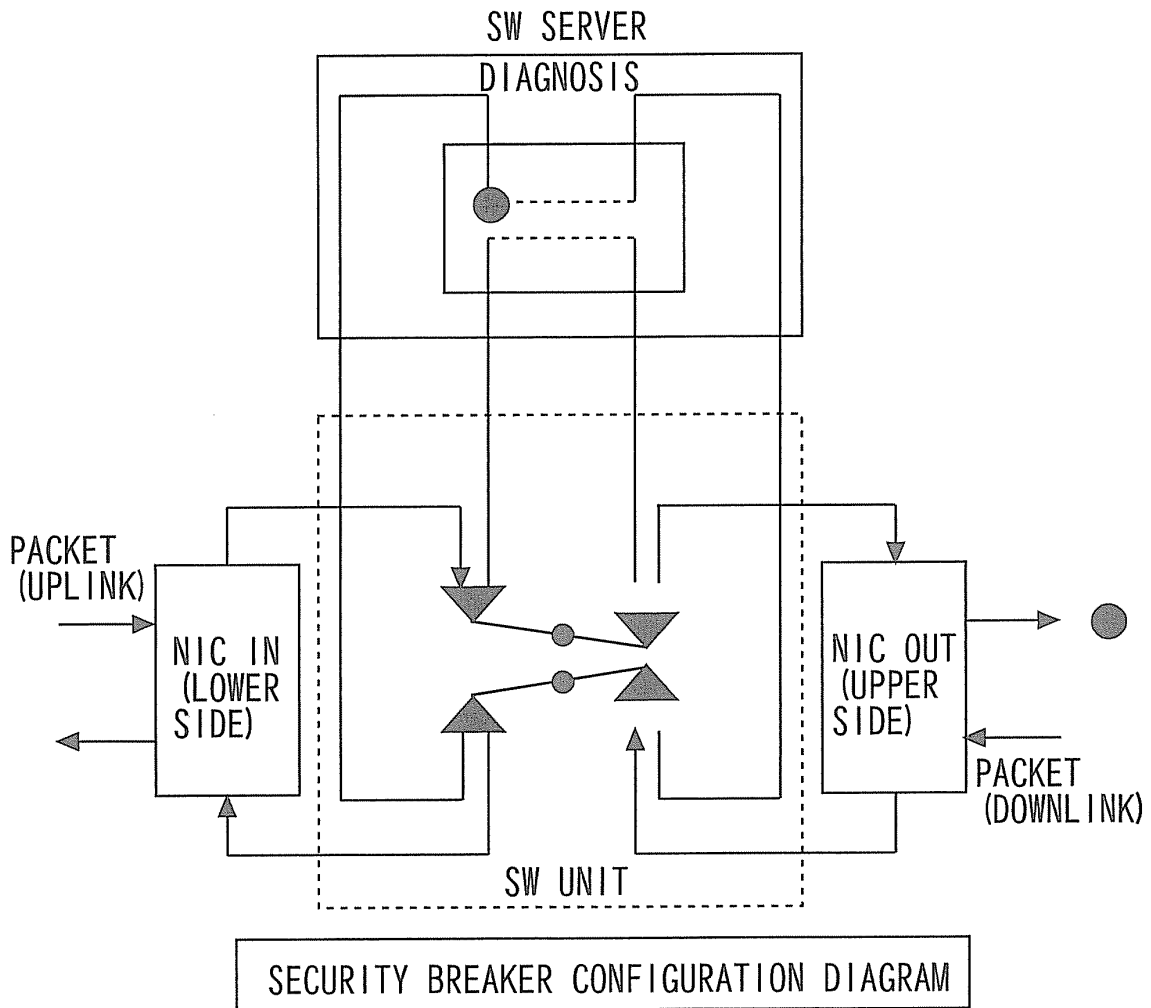 SW SERVER
DIAGNOSIS
PACKET
(UPLINK)
NIC IN
(LOWER
SIDE)
NIC OUT
(UPPER
SIDE)
PACKET
(DOWNLINK)
SW UNIT
SECURITY BREAKER CONFIGURATION DIAGRAM